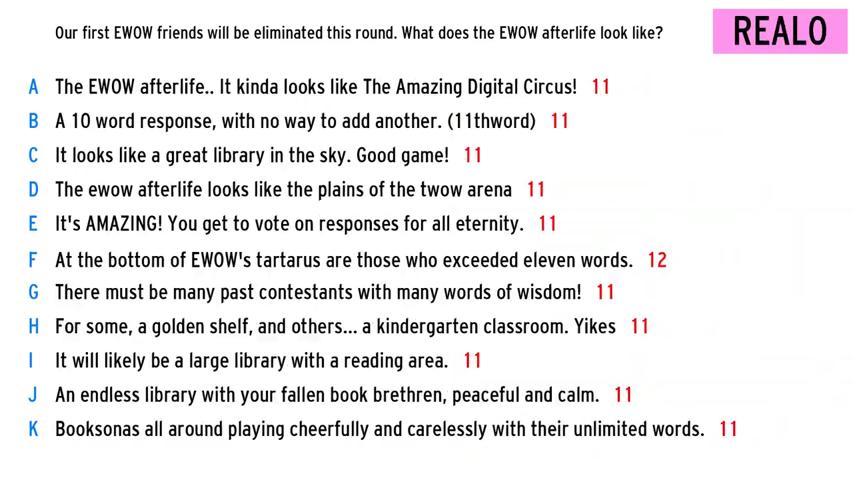 Our first EWOW friends will be eliminated this round. What does the EWOW afterlife look like?
REALO
A The EWOW afterlife.. It kinda looks like The Amazing Digital Circus! 11
B A 10 word response, with no way to add another. (11thword) 11
C It looks like a great library in the sky. Good game! 11
D The ewow afterlife looks like the plains of the twow arena 11
E It's AMAZING! You get to vote on responses for all eternity. 11
F At the bottom of EWOW's tartarus are those who exceeded eleven words. 12
G There must be many past contestants with many words of wisdom! 11
H For some, a golden shelf, and others... a kindergarten classroom. Yikes 11
I It will likely be a large library with a reading area. 11
J An endless library with your fallen book brethren, peaceful and calm. 11
K Booksonas all around playing cheerfully and carelessly with their unlimited words. 11